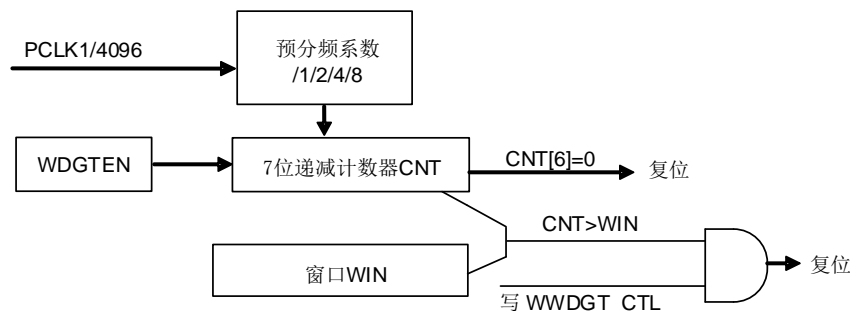 PCLK1/4096
预分频系数
/1/2/4/8
WDGTEN
7位递减计数器CNT
CNT[6]=0
复位
CNT>WIN
窗口WIN
复位
写 WWDGT_CTL